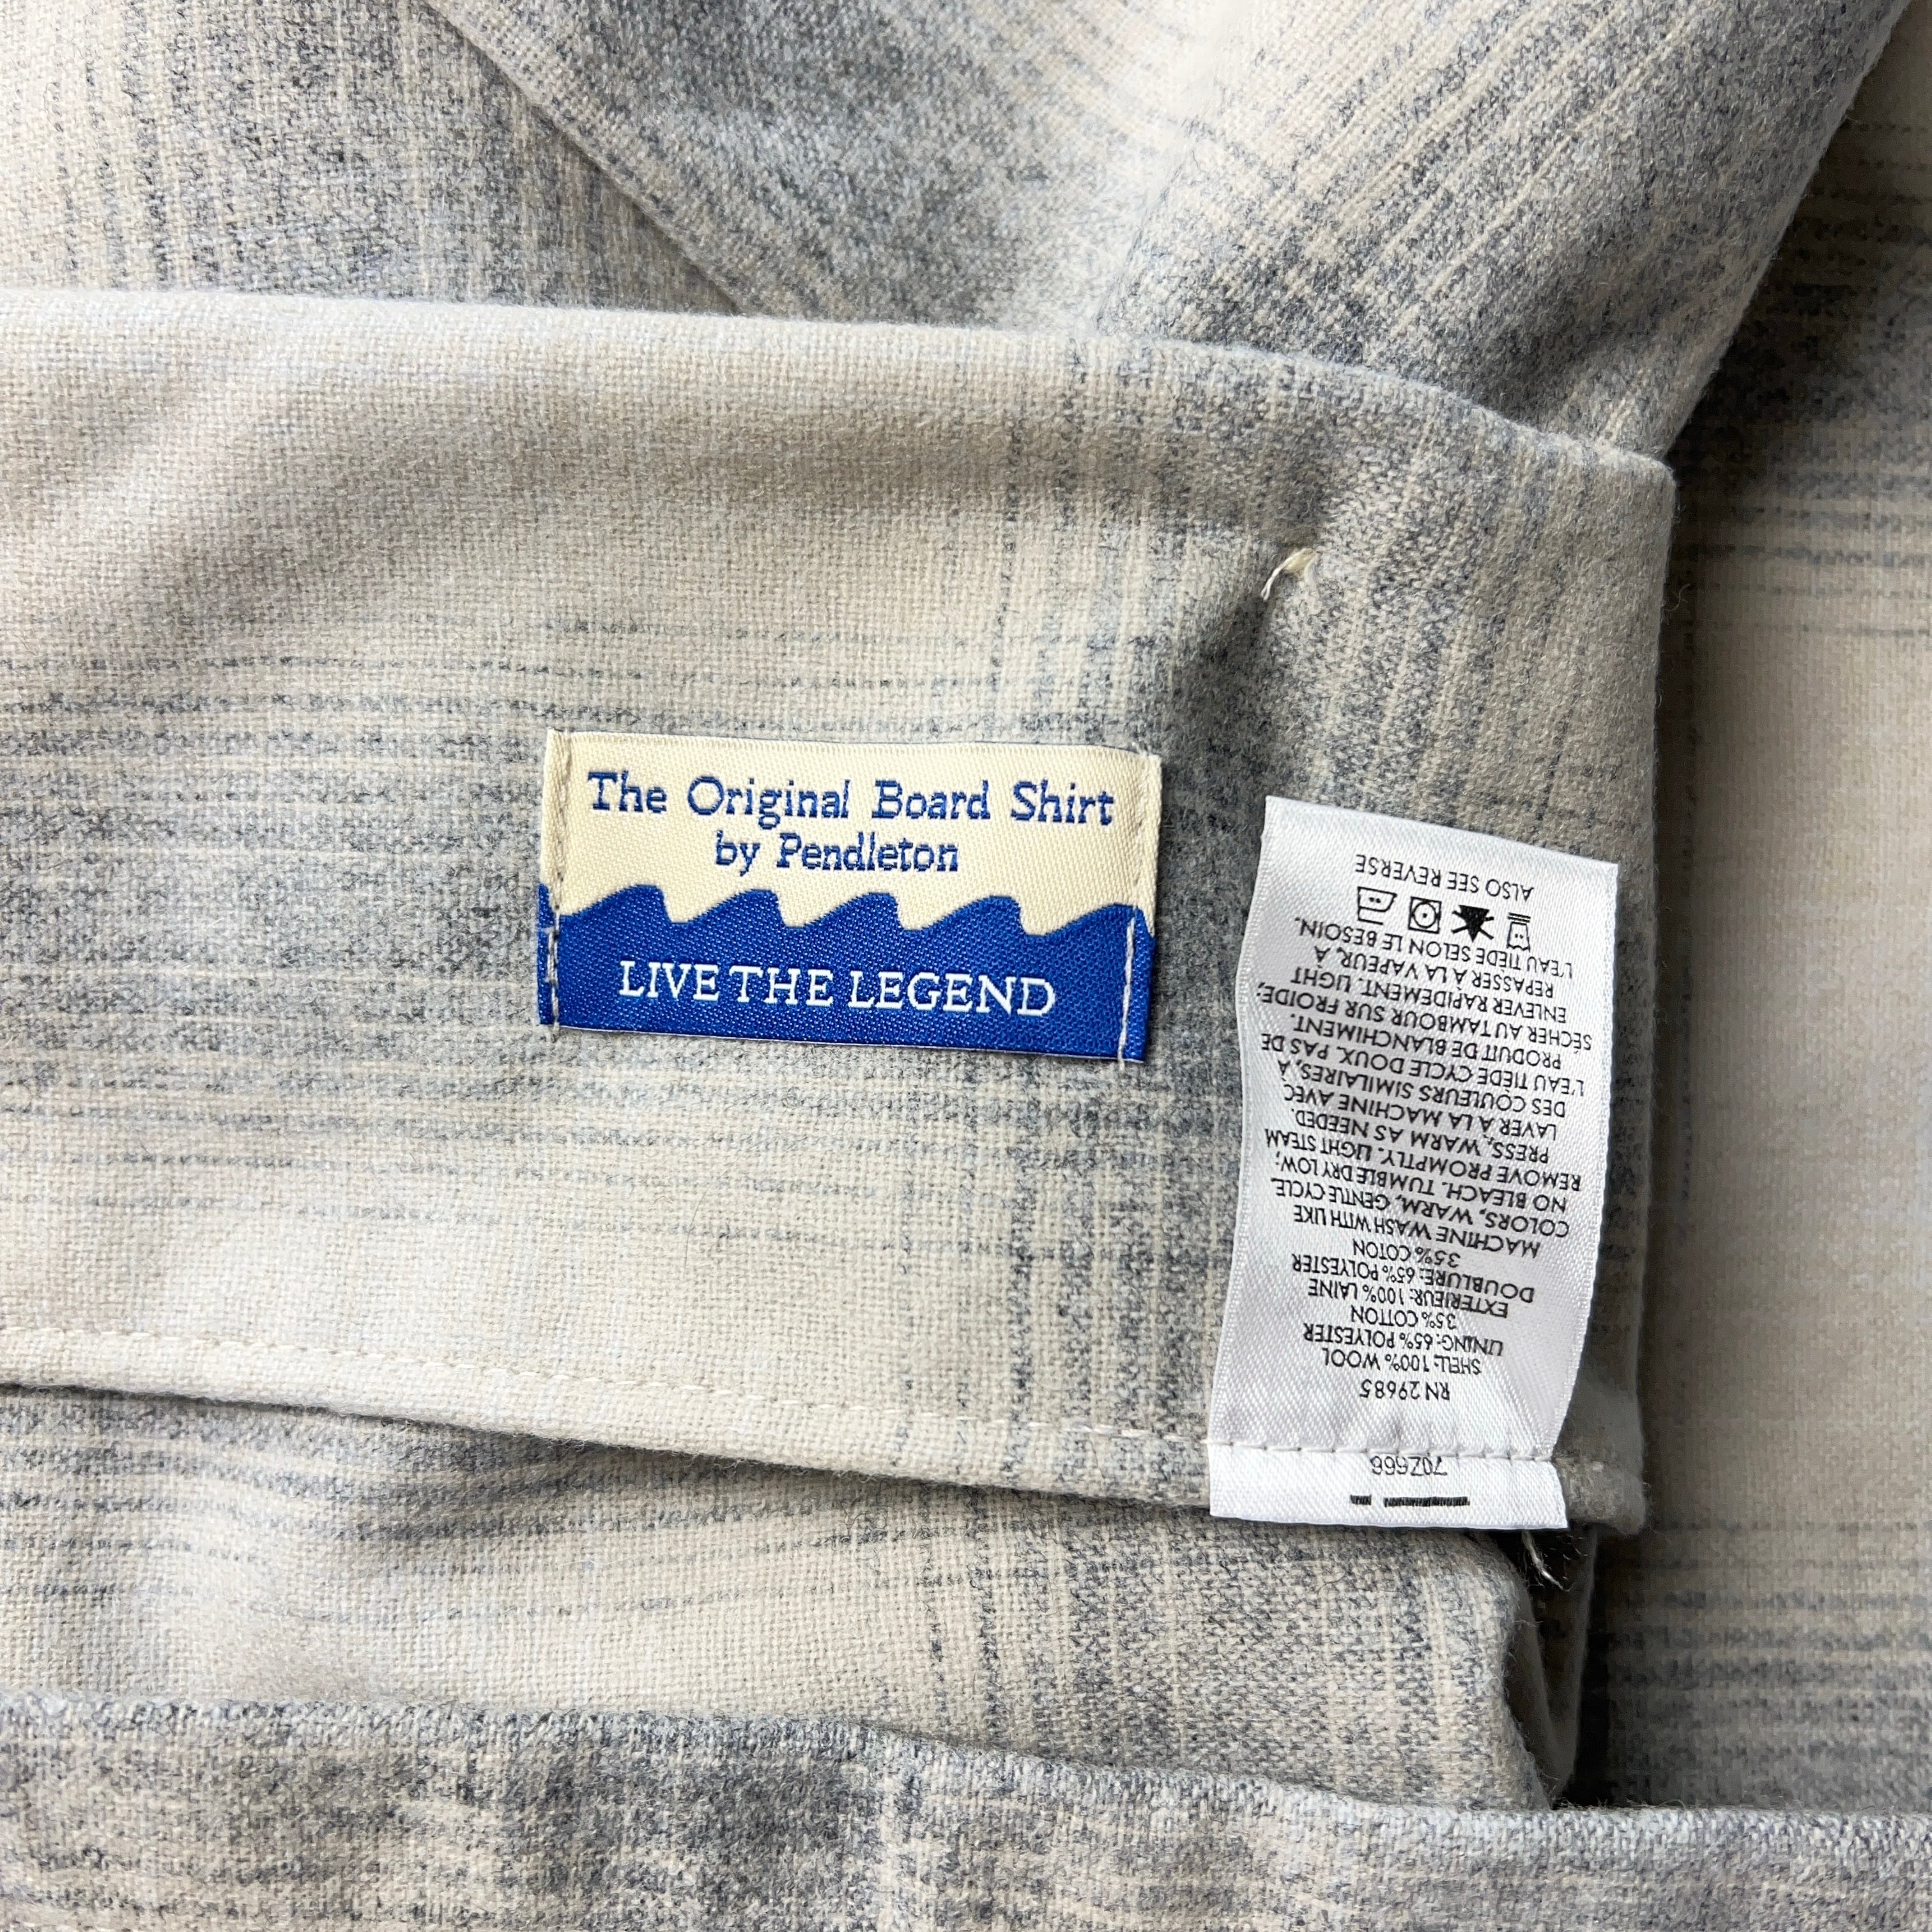 The Original Board Shirt
by Pendleton
LIVE THE LEGEND
RN 29685
SHELL: 100% WOOL
LINING: 65% POLYESTER
35% COTTON
EXTERIEUR: 100% LAINE
DOUBLURE: 65% POLYESTER
35% COTON
MACHINE WASH WITH LIKE
COLORS, WARM, GENTLE CYCLE.
NO BLEACH. TUMBLE DRY LOW;
REMOVE PROMPTLY. LIGHT STEAM
PRESS, WARM AS NEEDED.
LAVER A LA MACHINE AVEC
DES COULEURS SIMILAIRES, A
L'EAU TIÈDE CYCLE DOUX. PAS DE
PRODUIT DE BLANCHIMENT.
SÉCHER AU TAMBOUR SUR FROIDE;
ENLEVER RAPIDEMENT. LIGHT
REPASSER À LA VAPEUR. A
L'EAU TIEDE SELON LE BESOIN.
ALSO SEE REVERSE